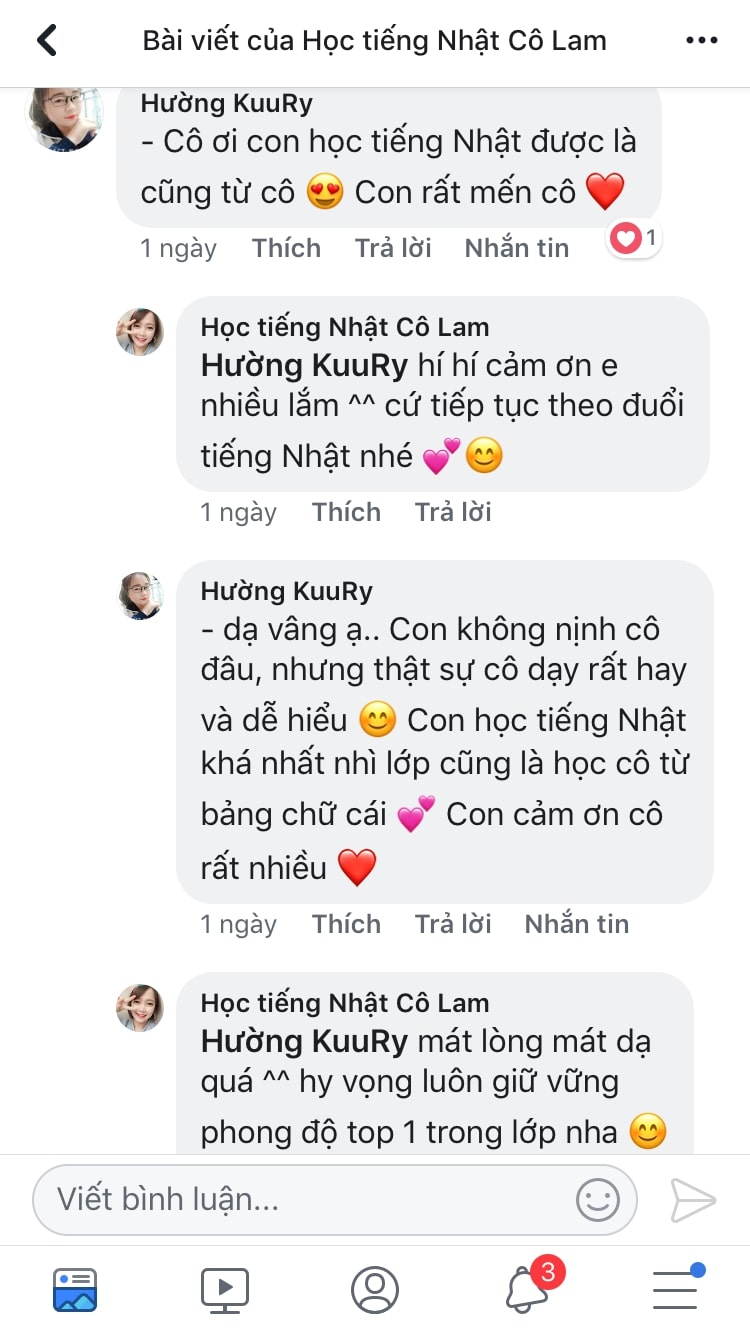 Bài viết của Học tiếng Nhật Cô Lam
Hường KuuRy
- Cô ơi con học tiếng Nhật được là
cũng từ cô 😍 Con rất mến cô ❤️
1 ngày Thích Trả lời Nhắn tin 1
Học tiếng Nhật Cô Lam
Hường KuuRy hí hí cảm ơn e
nhiều lắm ^^ cứ tiếp tục theo đuổi
tiếng Nhật nhé 💕😊
1 ngày Thích Trả lời
Hường KuuRy
- dạ vâng ạ.. Con không nịnh cô
đâu, nhưng thật sự cô dạy rất hay
và dễ hiểu 😊 Con học tiếng Nhật
khá nhất nhì lớp cũng là học cô từ
bảng chữ cái 💕 Con cảm ơn cô
rất nhiều ❤️
1 ngày Thích Trả lời Nhắn tin
Học tiếng Nhật Cô Lam
Hường KuuRy mát lòng mát dạ
quá ^^ hy vọng luôn giữ vững
phong độ top 1 trong lớp nha 😊
Viết bình luận...
3